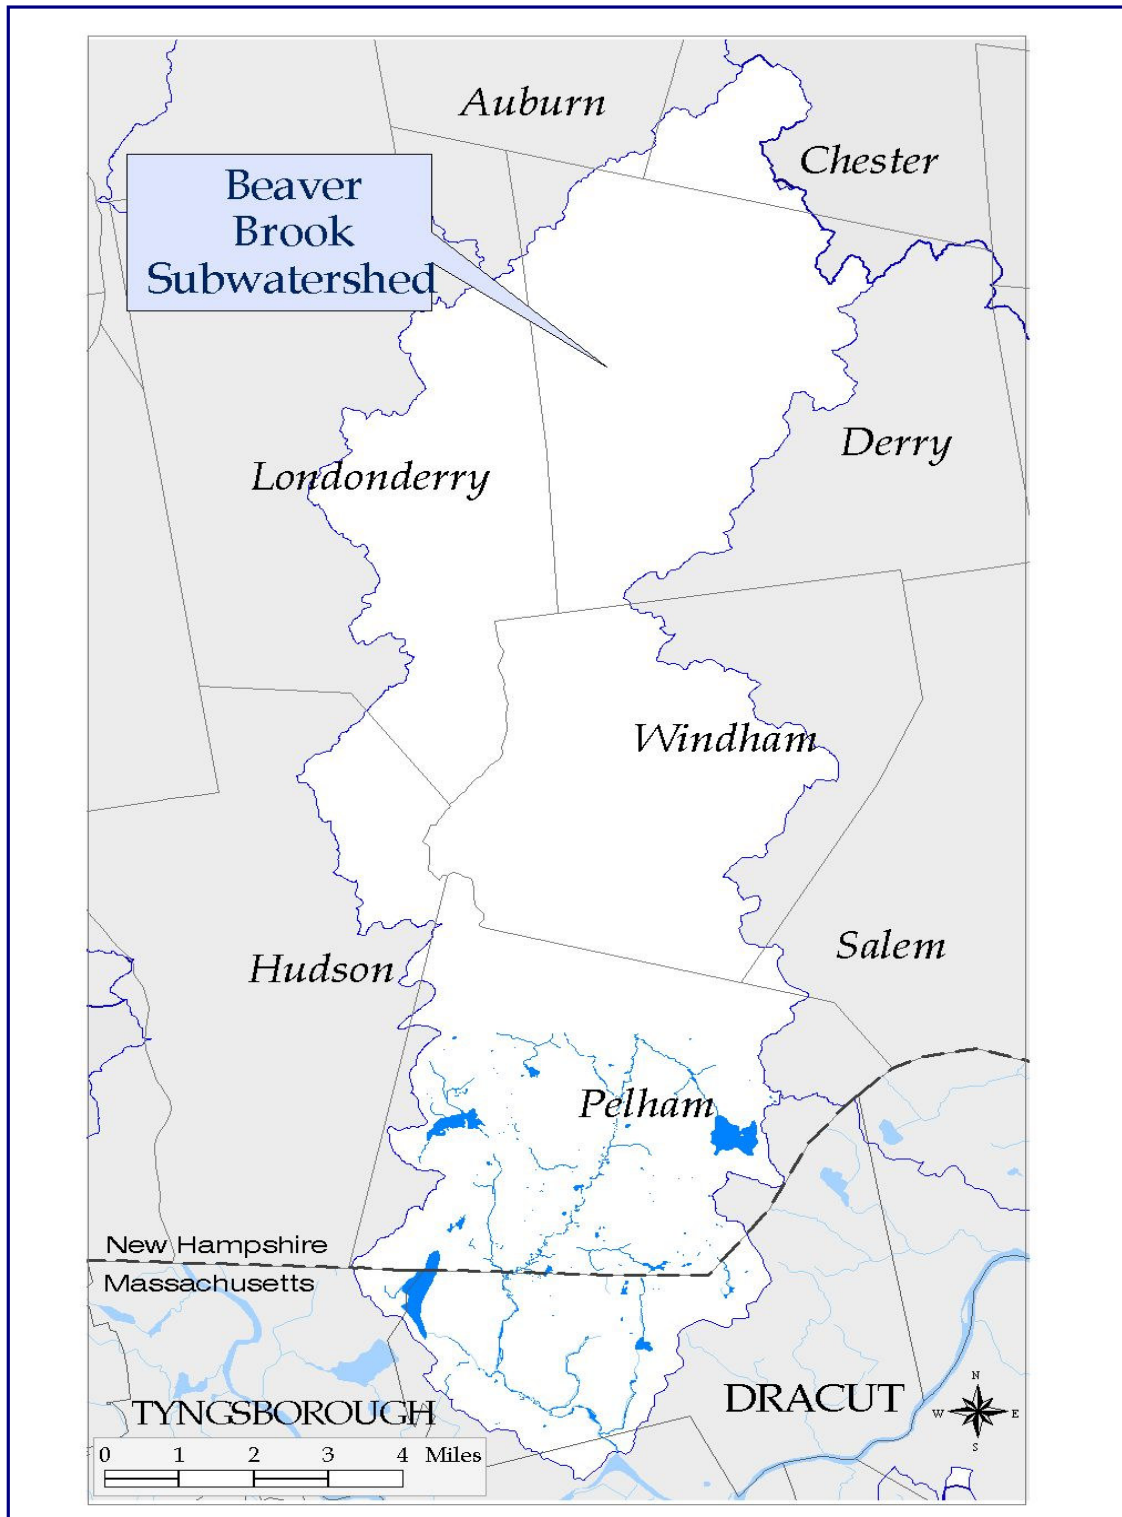 Auburn
Chester
Beaver
Brook
Subwatershed
Derry
Londonderry
Windham
Salem
Hudson
Pelham
New Hampshire
Massachusetts
DRACUT
TYNGSBOROUGH
N
W E
S
0 1 2 3 4 Miles